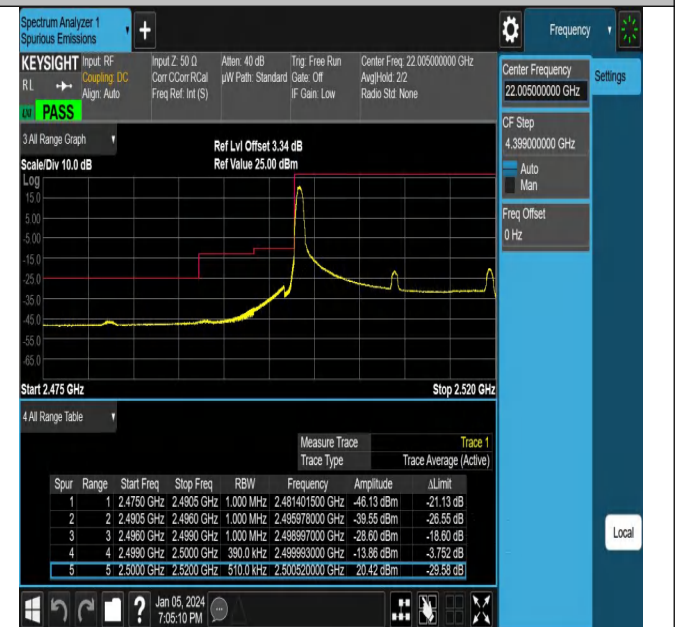 Spectrum Analyzer 1
Spurious Emissions
Frequency
KEYSIGHT
RL
PASS
Input: RF
Coupling: DC
Align: Auto
Input Z: 50 Ω
Corr CCorr RCal
Freq Ref: Int (S)
Atten: 40 dB
µW Path: Standard
Trig: Free Run
Gate: Off
IF Gain: Low
Center Freq: 22.005000000 GHz
Avg|Hold: 2/2
Radio Std: None
Center Frequency
22.005000000 GHz
Settings
CF Step
4.399000000 GHz
Auto
Man
Freq Offset
0 Hz
3 All Range Graph
Ref Lvl Offset 3.34 dB
Scale/Div 10.0 dB
Ref Value 25.00 dBm
Log
15.0
5.00
-5.00
-15.0
-25.0
-35.0
-45.0
-55.0
-65.0
Start 2.475 GHz
Stop 2.520 GHz
4 All Range Table
Measure Trace Trace 1
Trace Type Trace Average (Active)
Spur Range Start Freq Stop Freq RBW Frequency Amplitude ΔLimit
1 1 2.4750 GHz 2.4905 GHz 1.000 MHz 2.481401500 GHz -46.13 dBm -21.13 dB
2 2 2.4905 GHz 2.4960 GHz 1.000 MHz 2.495978000 GHz -39.55 dBm -26.55 dB
3 3 2.4960 GHz 2.4990 GHz 1.000 MHz 2.498997000 GHz -28.60 dBm -18.60 dB
4 4 2.4990 GHz 2.5000 GHz 390.0 kHz 2.499993000 GHz -13.86 dBm -3.752 dB
5 5 2.5000 GHz 2.5200 GHz 510.0 kHz 2.500520000 GHz 20.42 dBm -29.58 dB
Local
Jan 05, 2024
7:05:10 PM